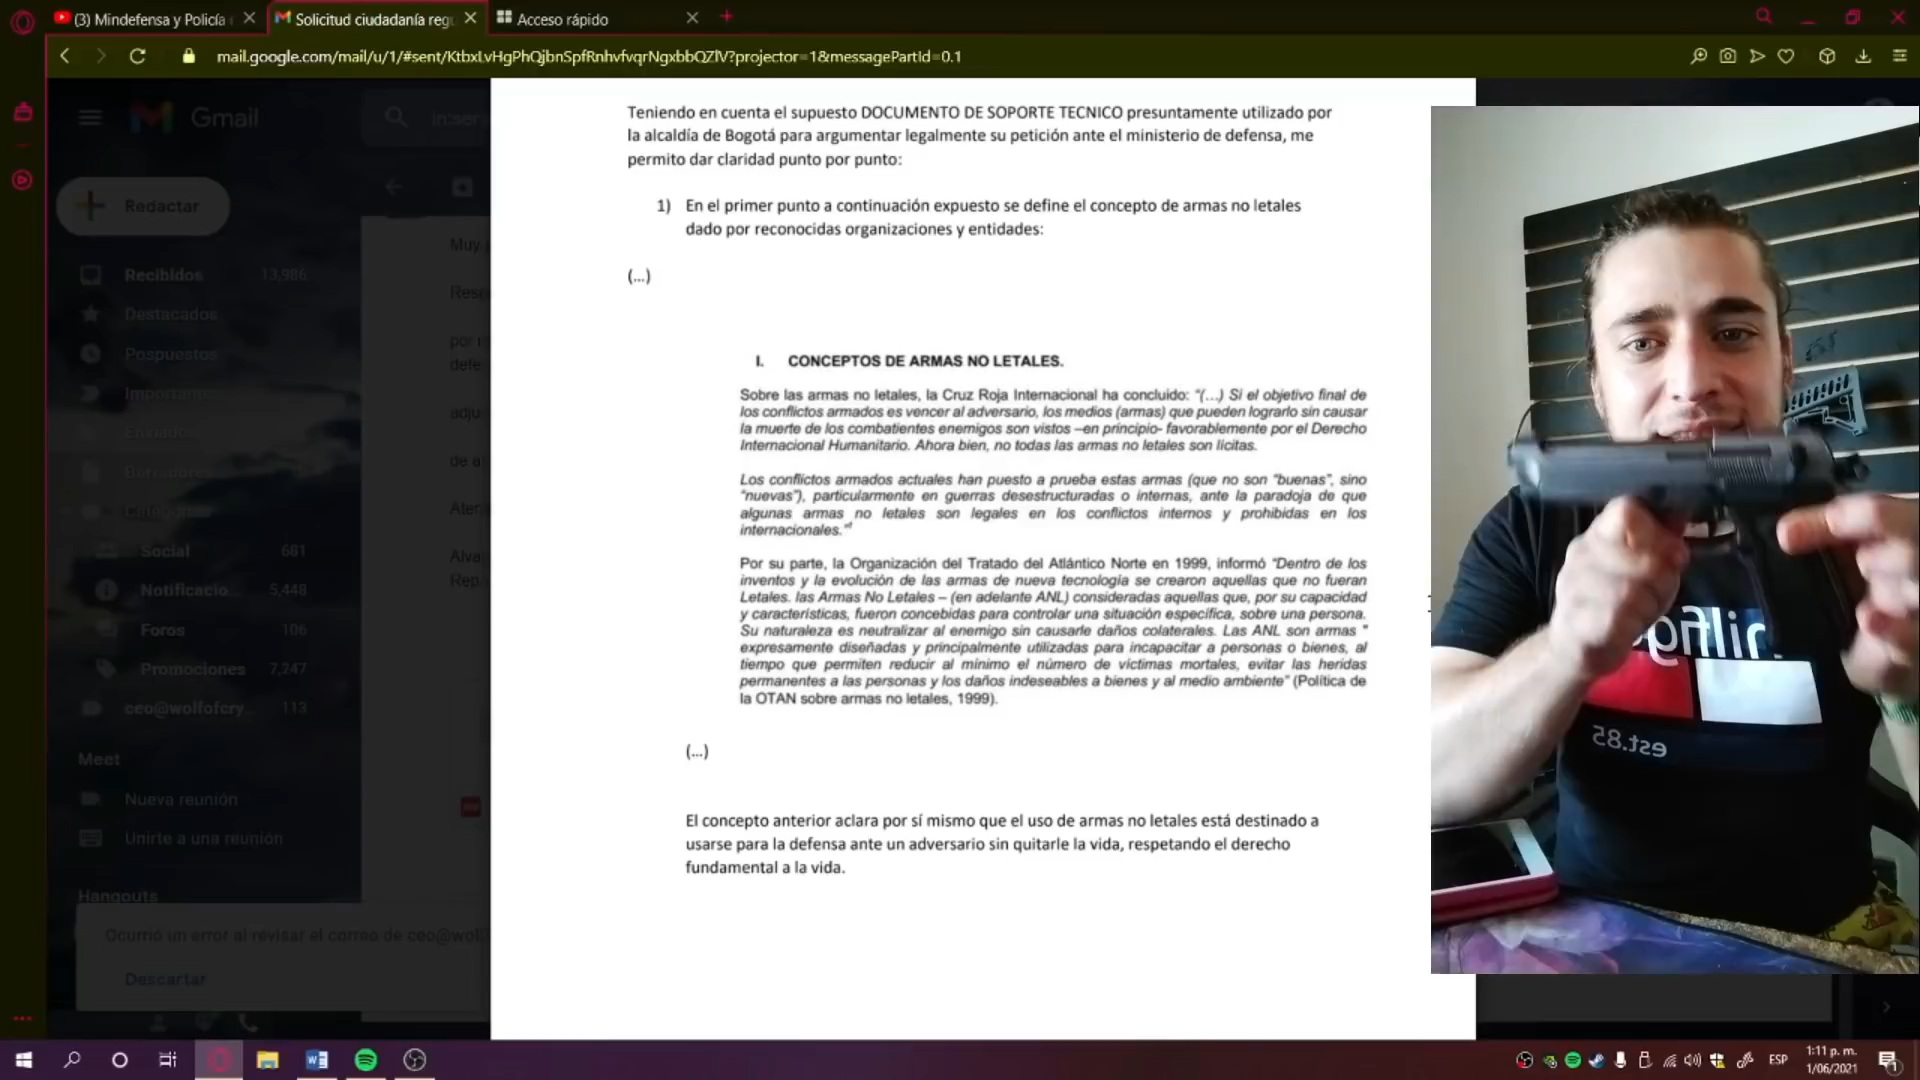 (3) Mindefensa y Policía
Solicitud ciudadanía reg
Acceso rápido
mail.google.com/mail/u/1/#sent/KtbxLvHgPhQjbnSpfRnhvfvqrNgxbbQZlV?projector=1&messagePartId=0.1
Gmail
Redactar
Recibidos 13,986
Destacados
Pospuestos
Importante
Enviados
Borradores
Categorías
Social 681
Notificacio... 5,448
Foros 106
Promociones 7,247
ceo@wolfofcry... 113
Meet
Nueva reunión
Unirte a una reunión
Hangouts
Ocurrió un error al revisar el correo de ceo@wolf
Descartar
Teniendo en cuenta el supuesto DOCUMENTO DE SOPORTE TECNICO presuntamente utilizado por
la alcaldía de Bogotá para argumentar legalmente su petición ante el ministerio de defensa, me
permito dar claridad punto por punto:
1) En el primer punto a continuación expuesto se define el concepto de armas no letales
dado por reconocidas organizaciones y entidades:
(...)
I. CONCEPTOS DE ARMAS NO LETALES.
Sobre las armas no letales, la Cruz Roja Internacional ha concluido: “(…) Si el objetivo final de
los conflictos armados es vencer al adversario, los medios (armas) que pueden lograrlo sin causar
la muerte de los combatientes enemigos son vistos –en principio- favorablemente por el Derecho
Internacional Humanitario. Ahora bien, no todas las armas no letales son lícitas.
Los conflictos armados actuales han puesto a prueba estas armas (que no son “buenas”, sino
“nuevas”), particularmente en guerras desestructuradas o internas, ante la paradoja de que
algunas armas no letales son legales en los conflictos internos y prohibidas en los
internacionales.”
Por su parte, la Organización del Tratado del Atlántico Norte en 1999, informó “Dentro de los
inventos y la evolución de las armas de nueva tecnología se crearon aquellas que no fueran
Letales. las Armas No Letales – (en adelante ANL) consideradas aquellas que, por su capacidad
y características, fueron concebidas para controlar una situación específica, sobre una persona.
Su naturaleza es neutralizar al enemigo sin causarle daños colaterales. Las ANL son armas “
expresamente diseñadas y principalmente utilizadas para incapacitar a personas o bienes, al
tiempo que permiten reducir al mínimo el número de víctimas mortales, evitar las heridas
permanentes a las personas y los daños indeseables a bienes y al medio ambiente” (Política de
la OTAN sobre armas no letales, 1999).
(...)
El concepto anterior aclara por sí mismo que el uso de armas no letales está destinado a
usarse para la defensa ante un adversario sin quitarle la vida, respetando el derecho
fundamental a la vida.
est.85
ESP
1:11 p. m.
1/06/2021